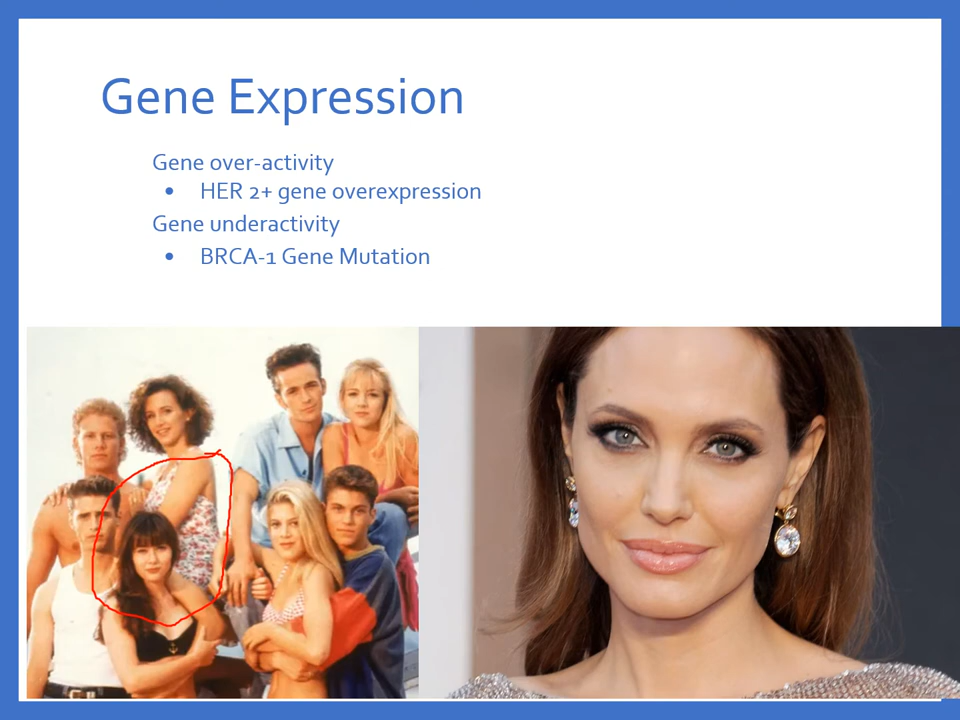 Gene Expression
Gene over-activity
• HER 2+ gene overexpression
Gene underactivity
• BRCA-1 Gene Mutation